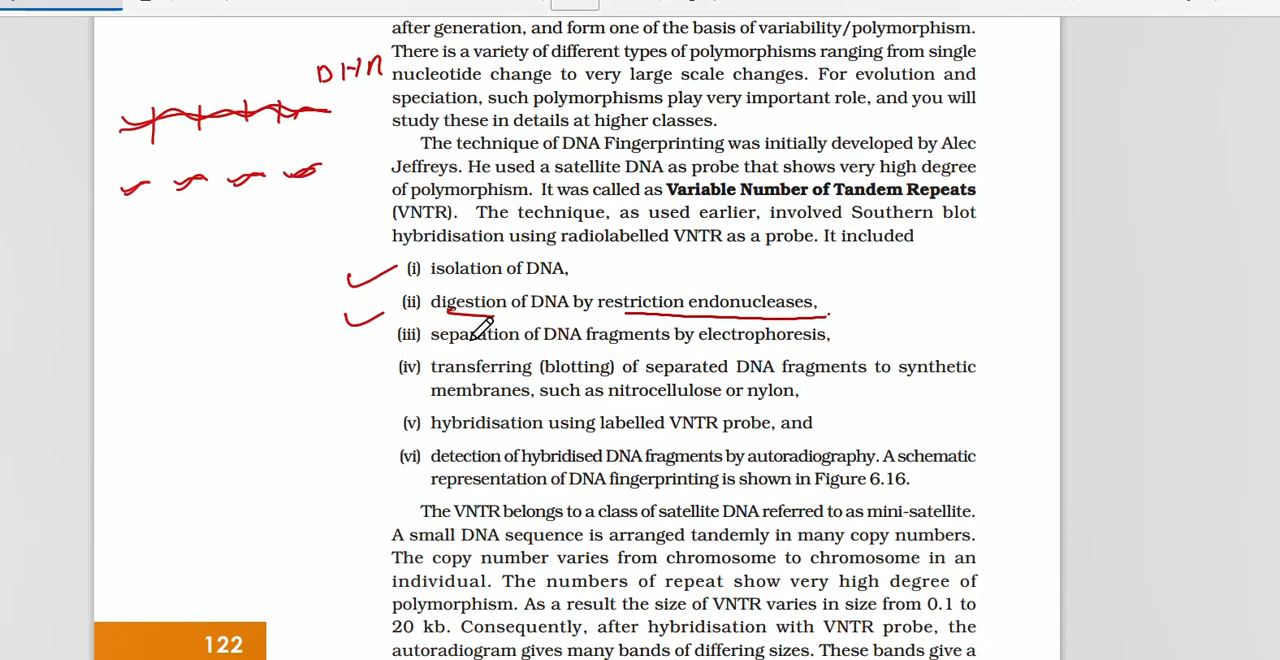 after generation, and form one of the basis of variability/polymorphism.
There is a variety of different types of polymorphisms ranging from single
DNA
nucleotide change to very large scale changes. For evolution and
speciation, such polymorphisms play very important role, and you will
study these in details at higher classes.
The technique of DNA Fingerprinting was initially developed by Alec
Jeffreys. He used a satellite DNA as probe that shows very high degree
of polymorphism. It was called as Variable Number of Tandem Repeats
(VNTR). The technique, as used earlier, involved Southern blot
hybridisation using radiolabelled VNTR as a probe. It included
(i) isolation of DNA,
(ii) digestion of DNA by restriction endonucleases,
(iii) separation of DNA fragments by electrophoresis,
(iv) transferring (blotting) of separated DNA fragments to synthetic
membranes, such as nitrocellulose or nylon,
(v) hybridisation using labelled VNTR probe, and
(vi) detection of hybridised DNA fragments by autoradiography. A schematic
representation of DNA fingerprinting is shown in Figure 6.16.
The VNTR belongs to a class of satellite DNA referred to as mini-satellite.
A small DNA sequence is arranged tandemly in many copy numbers.
The copy number varies from chromosome to chromosome in an
individual. The numbers of repeat show very high degree of
polymorphism. As a result the size of VNTR varies in size from 0.1 to
20 kb. Consequently, after hybridisation with VNTR probe, the
autoradiogram gives many bands of differing sizes. These bands give a
122